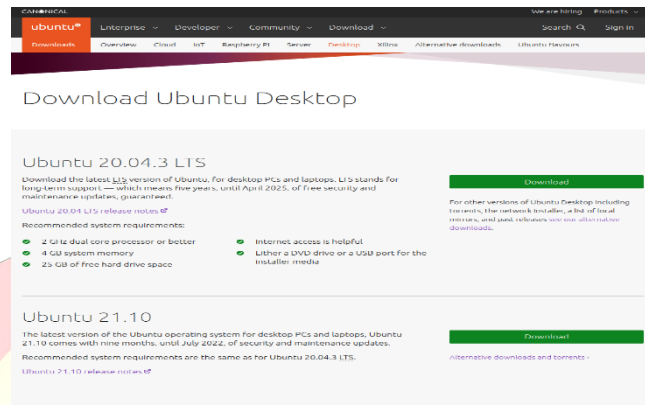 CANONICAL We are hiring Products
ubuntu® Enterprise Developer Community Download Search Sign in
Downloads Overview Cloud IoT Raspberry Pi Server Desktop Xilinx Alternative downloads Ubuntu flavours
Download Ubuntu Desktop
Ubuntu 20.04.3 LTS
Download the latest LTS version of Ubuntu, for desktop PCs and laptops. LTS stands for
long-term support — which means five years, until April 2025, of free security and
maintenance updates, guaranteed.
Ubuntu 20.04 LTS release notes
Recommended system requirements:
2 GHz dual core processor or better
4 GB system memory
25 GB of free hard drive space
Internet access is helpful
Either a DVD drive or a USB port for the
installer media
Download
For other versions of Ubuntu Desktop including
torrents, the network installer, a list of local
mirrors, and past releases see our alternative
downloads.
Ubuntu 21.10
The latest version of the Ubuntu operating system for desktop PCs and laptops, Ubuntu
21.10 comes with nine months, until July 2022, of security and maintenance updates.
Recommended system requirements are the same as for Ubuntu 20.04.3 LTS.
Ubuntu 21.10 release notes
Download
Alternative downloads and torrents ›